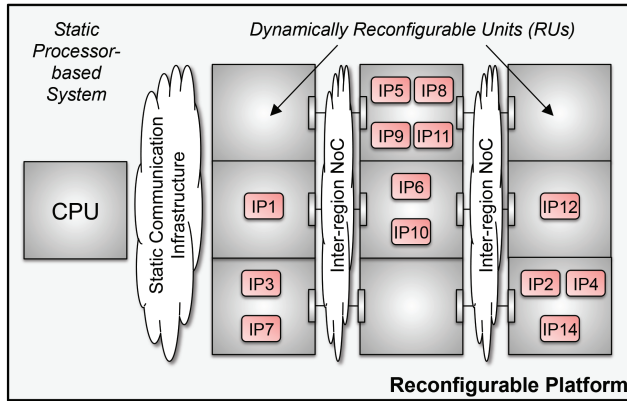 Static
Processor-
based
System
Dynamically Reconfigurable Units (RUs)
CPU
Static Communication
Infrastructure
Inter-region NoC
Inter-region NoC
IP5 IP8
IP9 IP11
IP1
IP6
IP10
IP12
IP3
IP7
IP2 IP4
IP14
Reconfigurable Platform